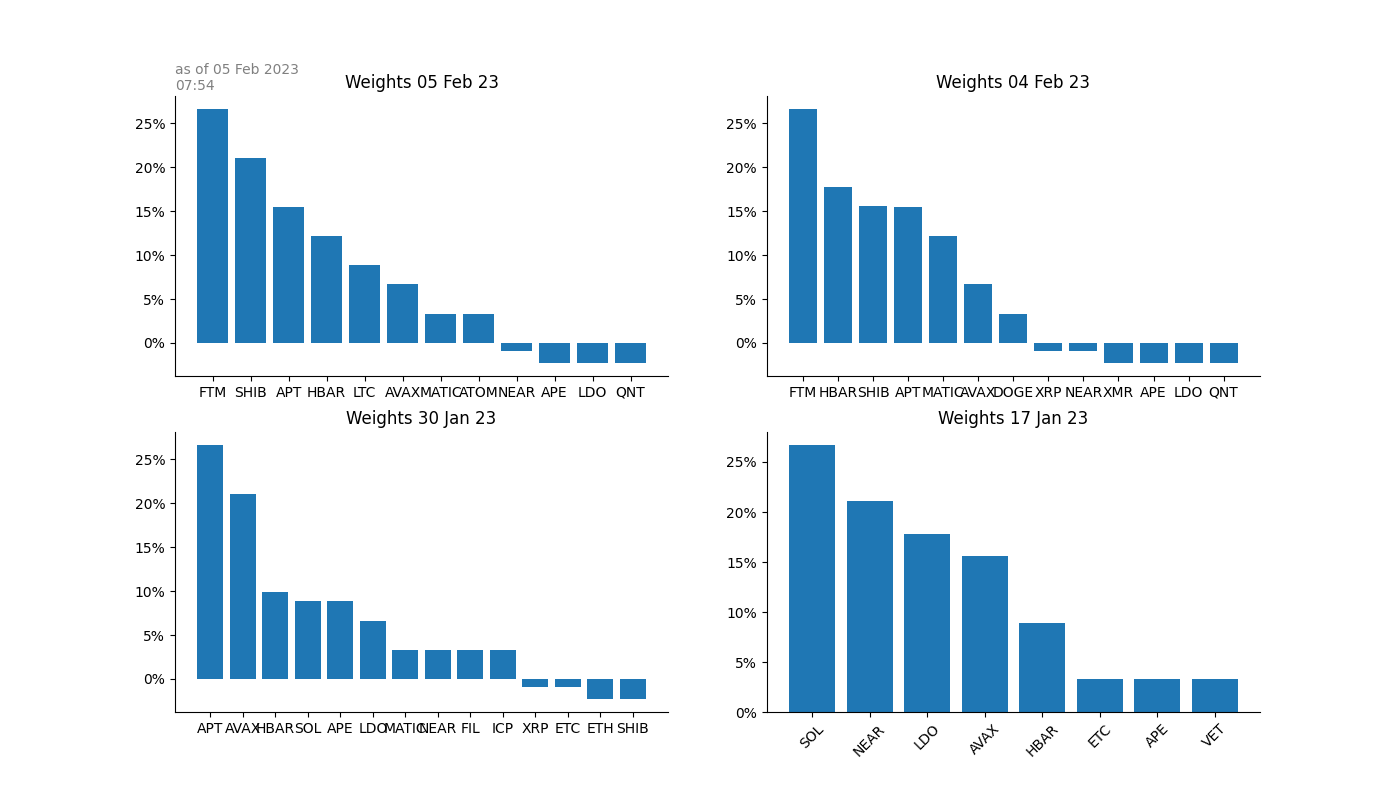 as of 05 Feb 2023
07:54
Weights 05 Feb 23
25%
20%
15%
10%
5%
0%
FTM SHIB APT HBAR LTC AVAX MATIC ATOM NEAR APE LDO QNT
Weights 04 Feb 23
25%
20%
15%
10%
5%
0%
FTM HBAR SHIB APT MATIC AVAX DOGE XRP NEAR XMR APE LDO QNT
Weights 30 Jan 23
25%
20%
15%
10%
5%
0%
APT AVAX HBAR SOL APE LDO MATIC NEAR FIL ICP XRP ETC ETH SHIB
Weights 17 Jan 23
25%
20%
15%
10%
5%
0%
SOL NEAR LDO AVAX HBAR ETC APE VET